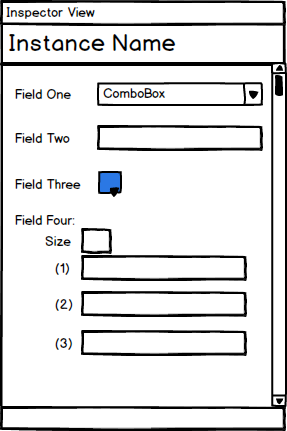 Inspector View
Instance Name
Field One ComboBox
Field Two
Field Three
Field Four:
Size
(1)
(2)
(3)